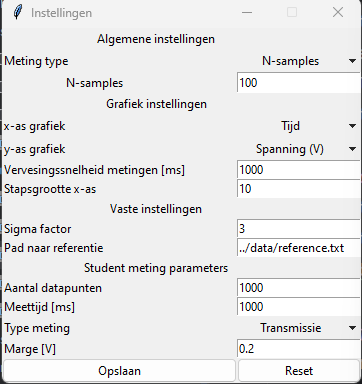 Instellingen
Algemene instellingen
Meting type N-samples
N-samples 100
Grafiek instellingen
x-as grafiek Tijd
y-as grafiek Spanning (V)
Vervesingssnelheid metingen [ms] 1000
Stapsgrootte x-as 10
Vaste instellingen
Sigma factor 3
Pad naar referentie ../data/reference.txt
Student meting parameters
Aantal datapunten 1000
Meettijd [ms] 1000
Type meting Transmissie
Marge [V] 0.2
Opslaan Reset